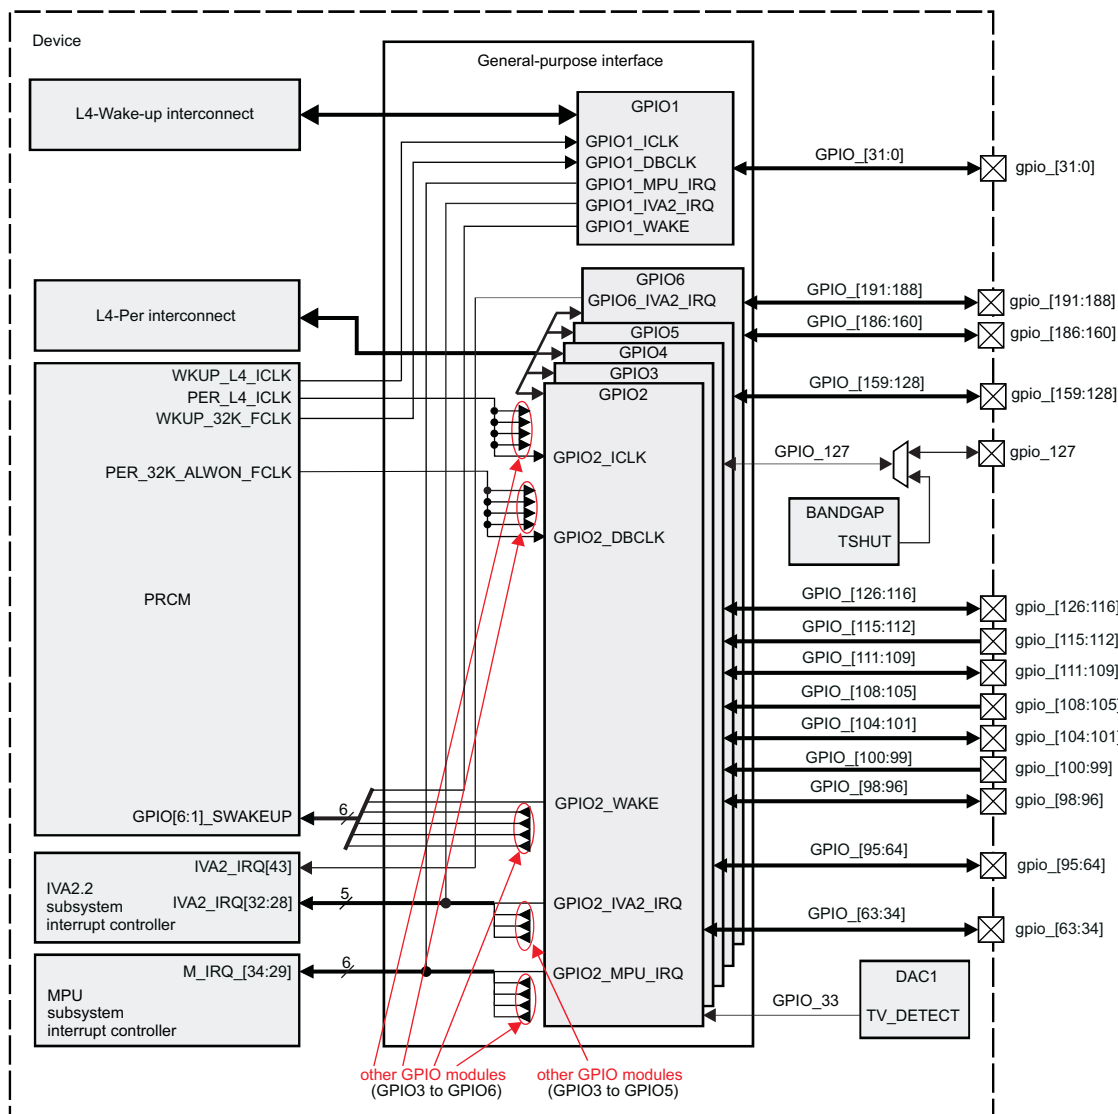 Device
General-purpose interface
L4-Wake-up interconnect
GPIO1
GPIO1_ICLK
GPIO1_DBCLK
GPIO1_MPU_IRQ
GPIO1_IVA2_IRQ
GPIO1_WAKE
GPIO_[31:0]
gpio_[31:0]
L4-Per interconnect
GPIO6
GPIO6_IVA2_IRQ
GPIO5
GPIO4
GPIO3
GPIO2
GPIO_[191:188]
gpio_[191:188]
GPIO_[186:160]
gpio_[186:160]
GPIO_[159:128]
gpio_[159:128]
WKUP_L4_ICLK
PER_L4_ICLK
WKUP_32K_FCLK
PER_32K_ALWON_FCLK
PRCM
GPIO[6:1]_SWAKEUP
6
GPIO2_ICLK
GPIO2_DBCLK
GPIO2_WAKE
GPIO2_IVA2_IRQ
GPIO2_MPU_IRQ
GPIO_127
gpio_127
BANDGAP
TSHUT
GPIO_[126:116]
gpio_[126:116]
GPIO_[115:112]
gpio_[115:112]
GPIO_[111:109]
gpio_[111:109]
GPIO_[108:105]
gpio_[108:105]
GPIO_[104:101]
gpio_[104:101]
GPIO_[100:99]
gpio_[100:99]
GPIO_[98:96]
gpio_[98:96]
GPIO_[95:64]
gpio_[95:64]
GPIO_[63:34]
gpio_[63:34]
IVA2_IRQ[43]
IVA2.2
subsystem
interrupt controller
IVA2_IRQ[32:28]
5
M_IRQ_[34:29]
6
MPU
subsystem
interrupt controller
GPIO_33
DAC1
TV_DETECT
other GPIO modules
(GPIO3 to GPIO6)
other GPIO modules
(GPIO3 to GPIO5)